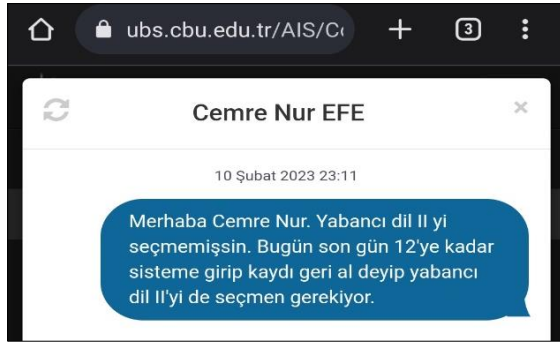 ubs.cbu.edu.tr/AIS/Co
3
Cemre Nur EFE
10 Şubat 2023 23:11
Merhaba Cemre Nur. Yabancı dil II yi
seçmemişsin. Bugün son gün 12'ye kadar
sisteme girip kaydı geri al deyip yabancı
dil II'yi de seçmen gerekiyor.